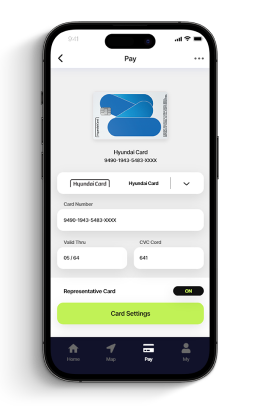 9:41
Pay
Hyundai Card
9490-1943-5483-XXXX
Hyundai Card
Hyundai Card
Card Number
9490-1943-5483-XXXX
Valid Thru
CVC Cord
05 / 64
641
Representative Card
ON
Card Settings
Home
Map
Pay
My